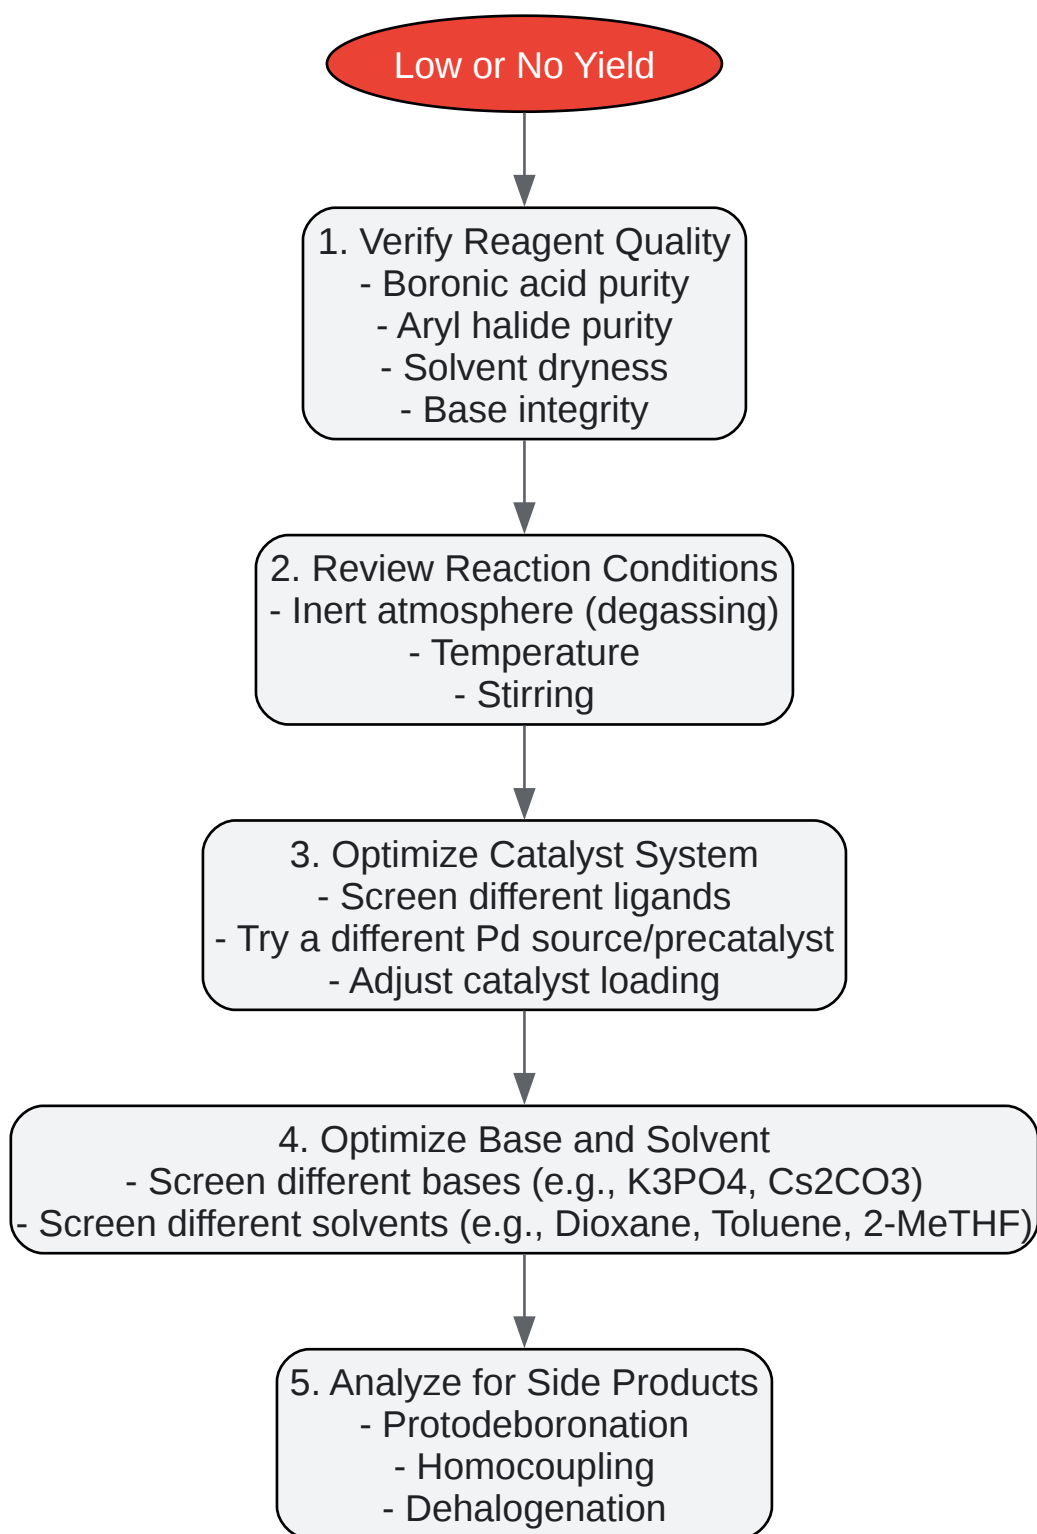 Low or No Yield
1. Verify Reagent Quality
- Boronic acid purity
- Aryl halide purity
- Solvent dryness
- Base integrity
2. Review Reaction Conditions
- Inert atmosphere (degassing)
- Temperature
- Stirring
3. Optimize Catalyst System
- Screen different ligands
- Try a different Pd source/precatalyst
- Adjust catalyst loading
4. Optimize Base and Solvent
- Screen different bases (e.g., K3PO4, Cs2CO3)
- Screen different solvents (e.g., Dioxane, Toluene, 2-MeTHF)
5. Analyze for Side Products
- Protodeboronation
- Homocoupling
- Dehalogenation